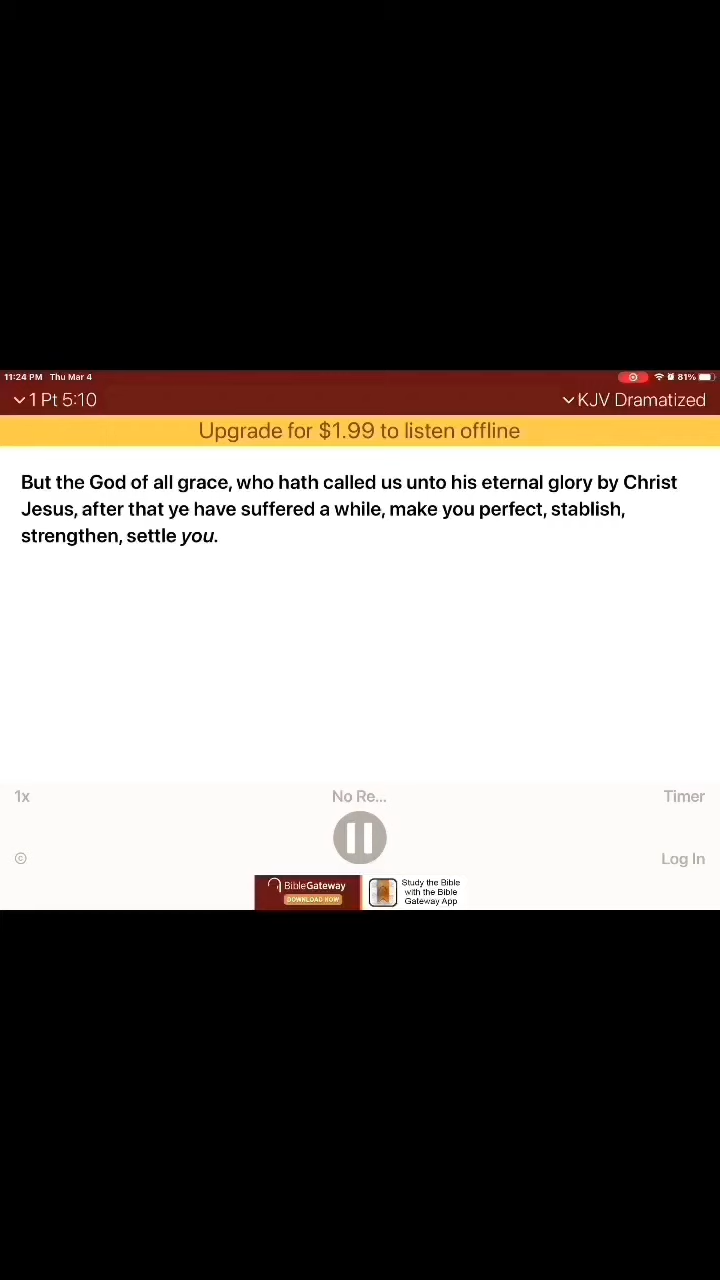 11:24 PM Thu Mar 4
81%
1 Pt 5:10
KJV Dramatized
Upgrade for $1.99 to listen offline
But the God of all grace, who hath called us unto his eternal glory by Christ
Jesus, after that ye have suffered a while, make you perfect, stablish,
strengthen, settle you.
1x
No Re...
Timer
©
Log In
BibleGateway
DOWNLOAD NOW
Study the Bible
with the Bible
Gateway App